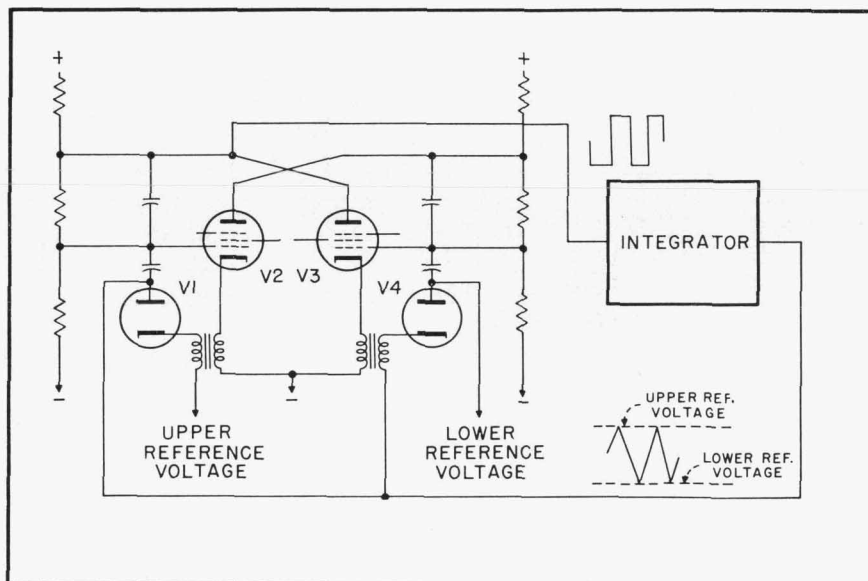 +
+
INTEGRATOR
V1
V2
V3
V4
UPPER
REFERENCE
VOLTAGE
LOWER
REFERENCE
VOLTAGE
UPPER REF.
VOLTAGE
LOWER REF.
VOLTAGE
−
−
−